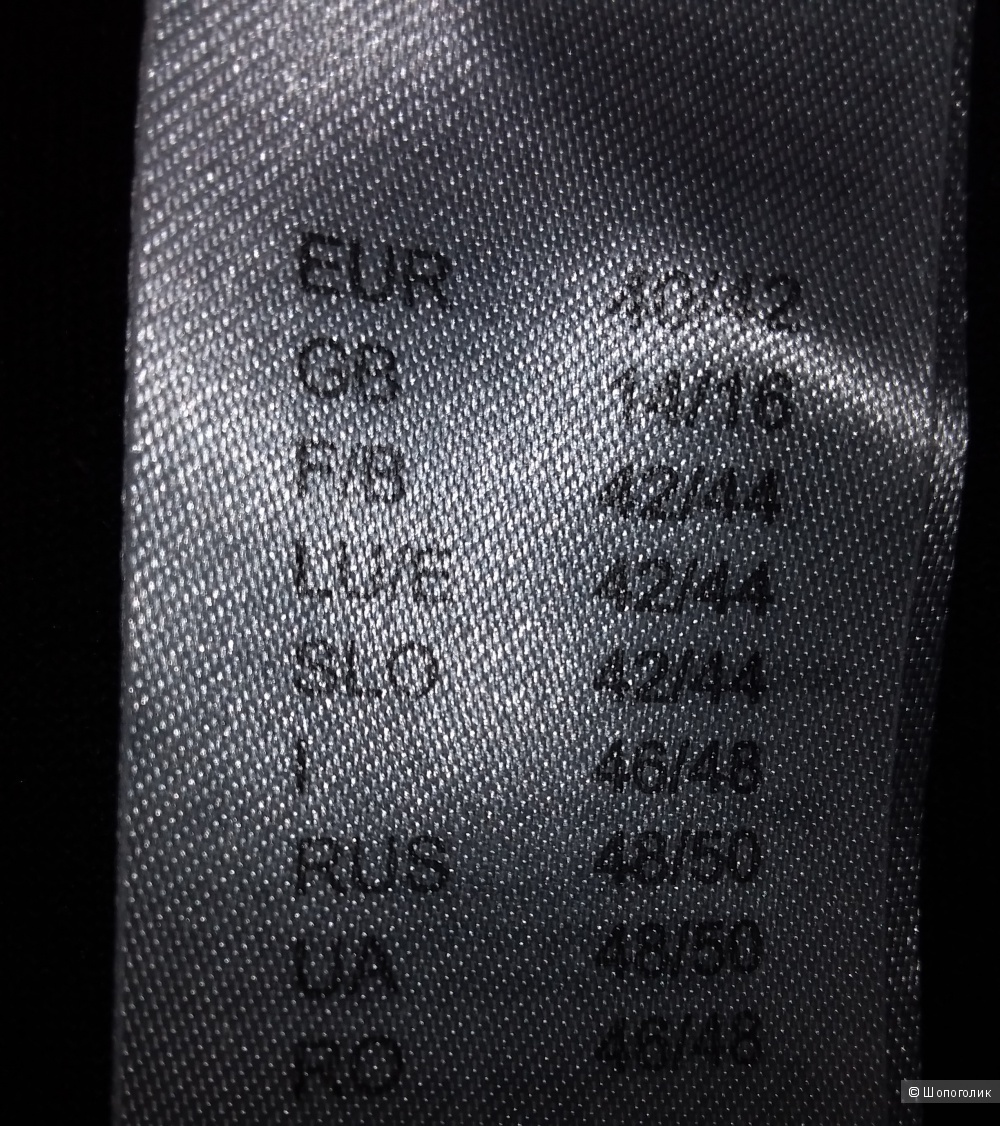 EUR 40/42
GB 14/16
F/B 42/44
LUXE 42/44
SLO 42/44
I 46/48
RUS 48/50
UA 48/50
RO 46/48
© Шопоголик